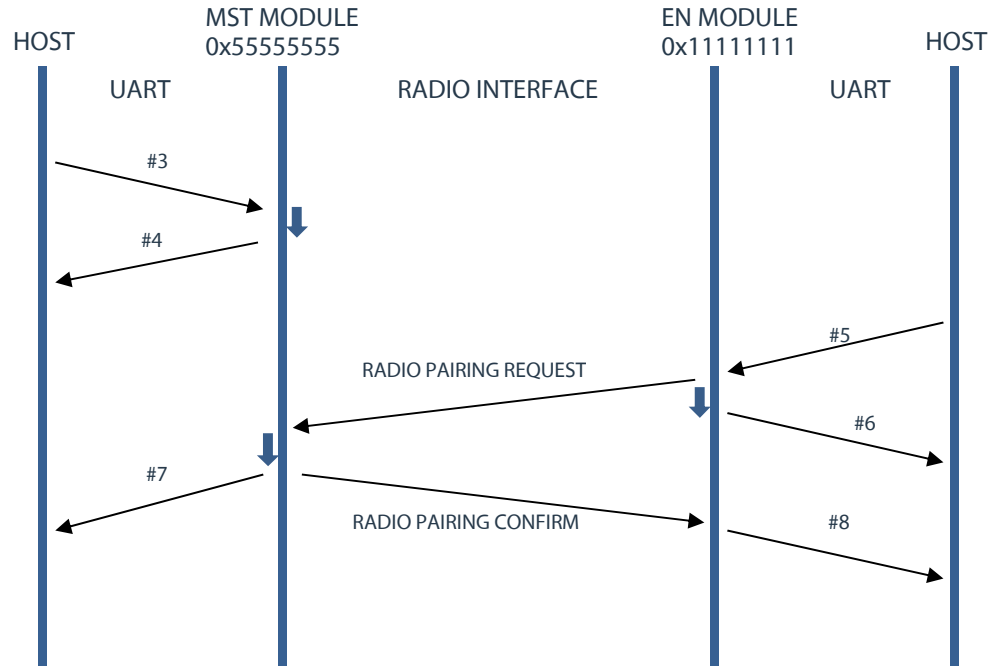 HOST
MST MODULE
0x55555555
EN MODULE
0x11111111
HOST
UART
RADIO INTERFACE
UART
#3
#4
#5
RADIO PAIRING REQUEST
#6
#7
RADIO PAIRING CONFIRM
#8